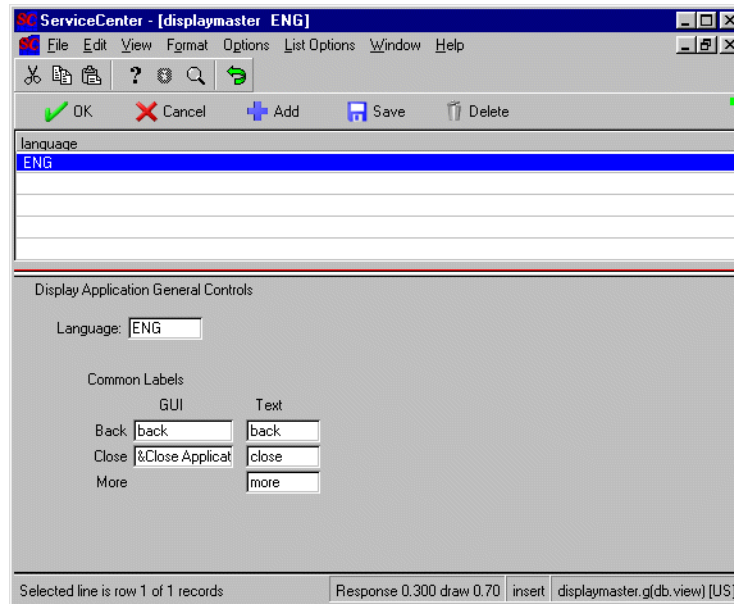 SC ServiceCenter - [displaymaster ENG]
SC File Edit View Format Options List Options Window Help
?
OK Cancel Add Save Delete
language
ENG
Display Application General Controls
Language: ENG
Common Labels
GUI Text
Back back back
Close &Close Applicat close
More more
Selected line is row 1 of 1 records Response 0.300 draw 0.70 insert displaymaster.g(db.view) [US]